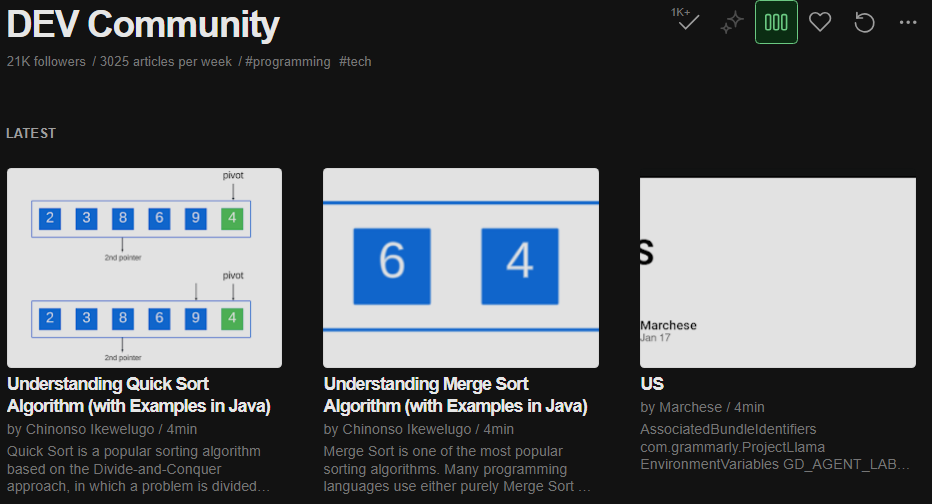 DEV Community
1K+
21K followers / 3025 articles per week / #programming #tech
LATEST
pivot
2 3 8 6 9 4
2nd pointer
pivot
2 3 8 6 9 4
2nd pointer
Understanding Quick Sort
Algorithm (with Examples in Java)
by Chinonso Ikewelugo / 4min
Quick Sort is a popular sorting algorithm
based on the Divide-and-Conquer
approach, in which a problem is divided...
6 4
Understanding Merge Sort
Algorithm (with Examples in Java)
by Chinonso Ikewelugo / 4min
Merge Sort is one of the most popular
sorting algorithms. Many programming
languages use either purely Merge Sort ...
S
Marchese
Jan 17
US
by Marchese / 4min
AssociatedBundleIdentifiers
com.grammarly.ProjectLlama
EnvironmentVariables GD_AGENT_LAB...